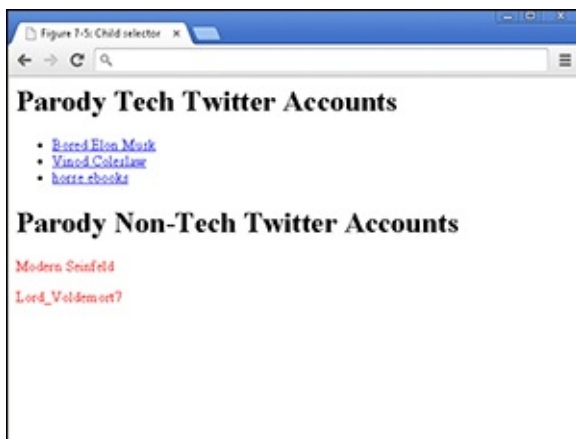 Figure 7-5: Child selector
Parody Tech Twitter Accounts
Bored Elon Musk
Vinod Coleslaw
horse ebooks
Parody Non-Tech Twitter Accounts
Modern Seinfeld
Lord_Voldemort7